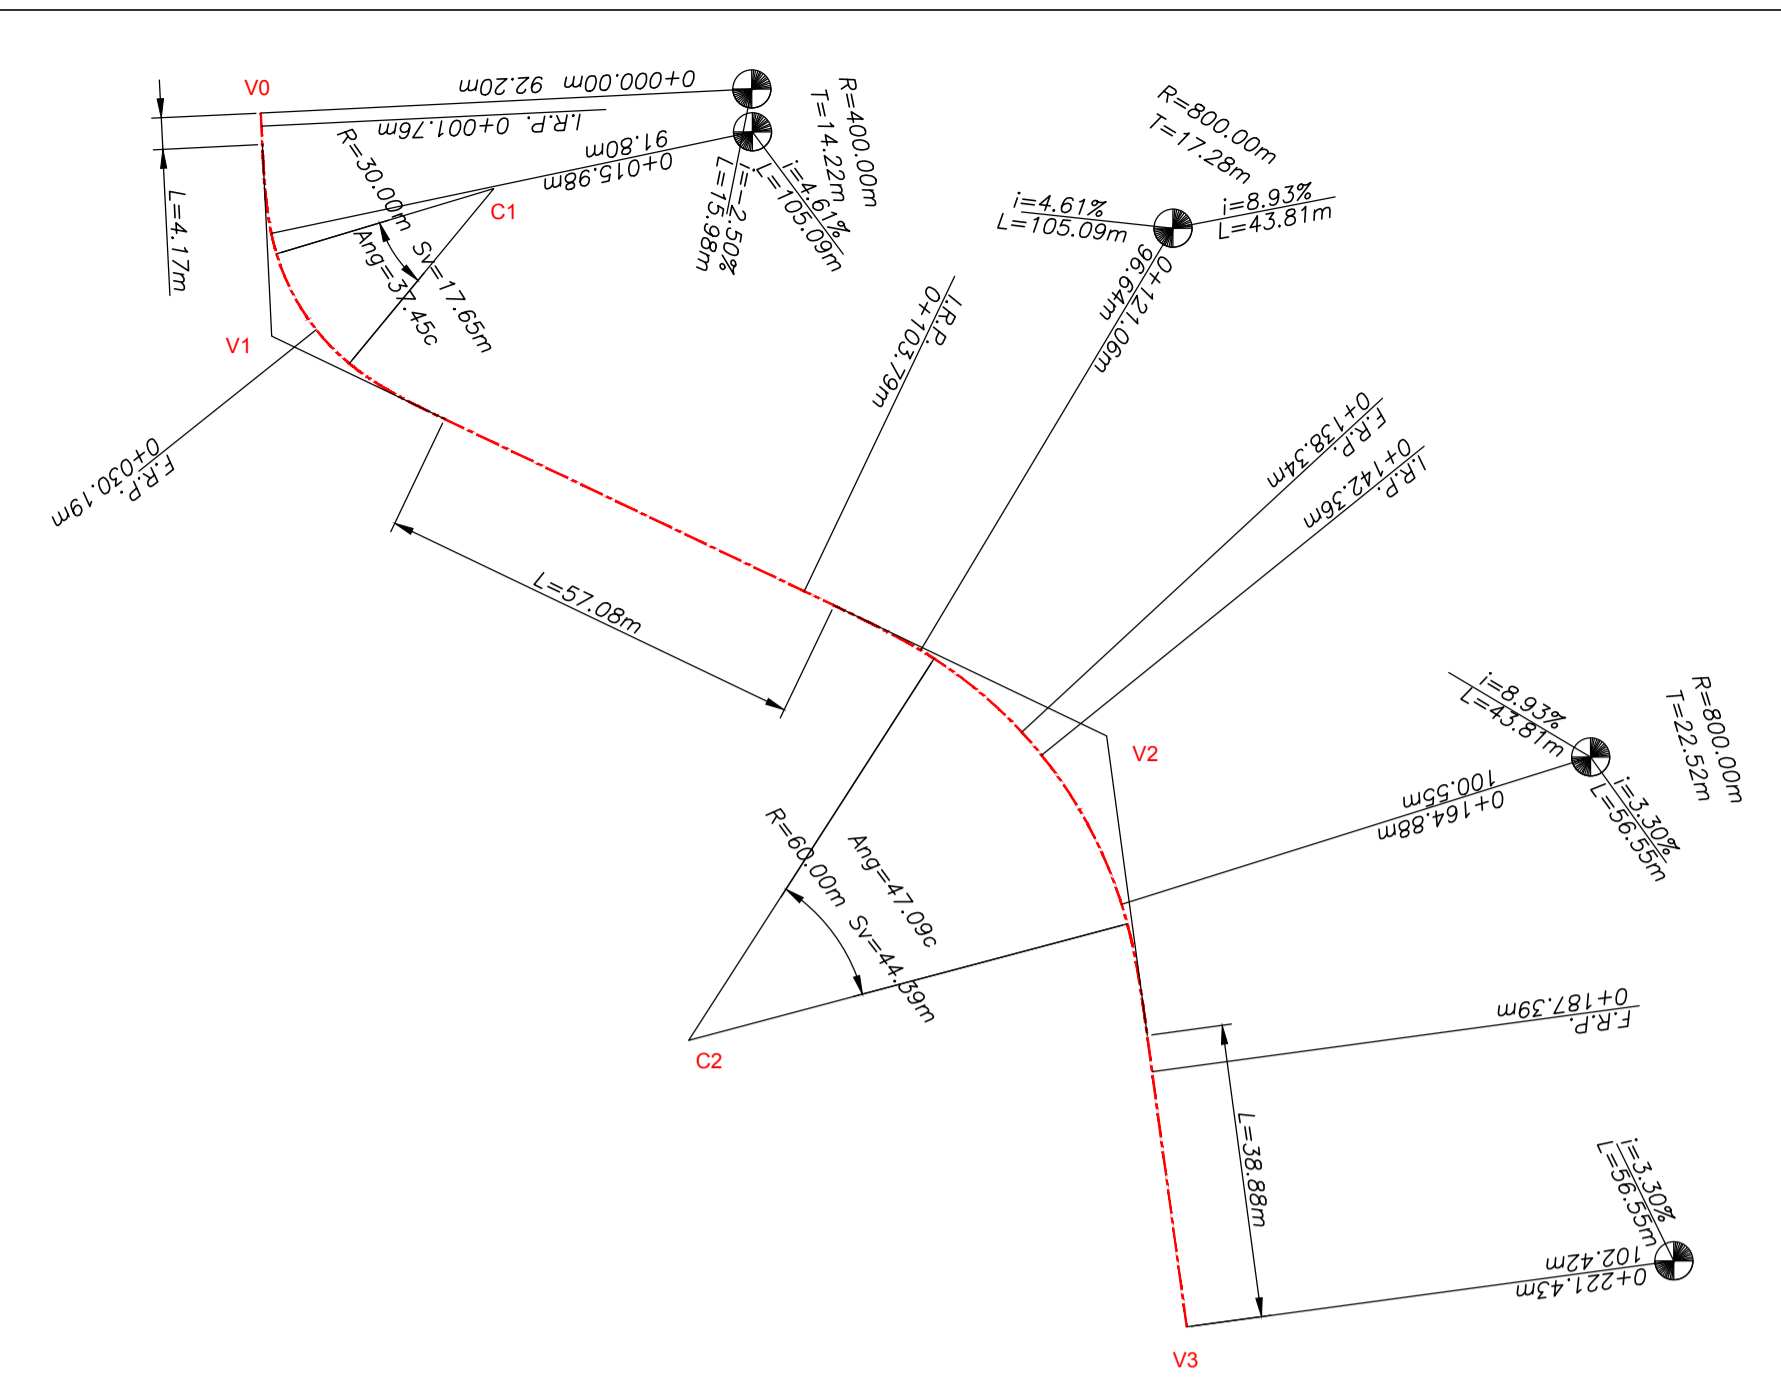 V0
0+000.00m 92.20m
I.R.P. 0+001.76m
91.80m
0+015.98m
R=400.00m
T=14.22m
i=-2.50%
L=15.98m
i=4.61%
L=105.09m
L=4.17m
R=30.00m Sv=17.65m
Ang=37.45c
C1
V1
F.R.P.
0+030.19m
L=57.08m
I.R.P.
0+103.79m
R=800.00m
T=17.28m
i=4.61%
L=105.09m
i=8.93%
L=43.81m
0+121.06m
96.64m
0+138.34m
F.R.P.
0+142.36m
I.R.P.
V2
R=60.00m Sv=44.39m
Ang=47.09c
C2
i=8.93%
L=43.81m
R=800.00m
T=22.52m
i=3.30%
L=56.55m
100.55m
0+164.88m
0+187.39m
F.R.P.
L=38.88m
i=3.30%
L=56.55m
102.42m
0+221.43m
V3